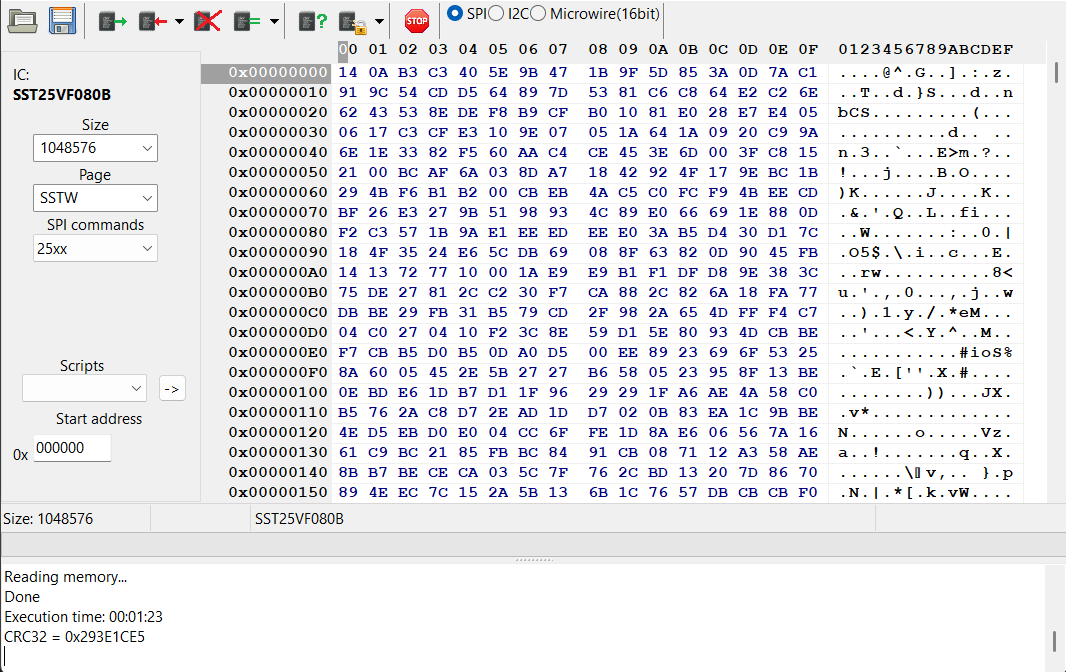 STOP
SPI I2C Microwire(16bit)
IC:
SST25VF080B
Size
1048576
Page
SSTW
SPI commands
25xx
Scripts
->
Start address
0x 000000
00 01 02 03 04 05 06 07 08 09 0A 0B 0C 0D 0E 0F 0123456789ABCDEF
0x00000000 14 0A B3 C3 40 5E 9B 47 1B 9F 5D 85 3A 0D 7A C1 ....@^.G..].:.z.
0x00000010 91 9C 54 CD D5 64 89 7D 53 81 C6 C8 64 E2 C2 6E ..T..d.}S...d..n
0x00000020 62 43 53 8E DE F8 B9 CF B0 10 81 E0 28 E7 E4 05 bCS.........(...
0x00000030 06 17 C3 CF E3 10 9E 07 05 1A 64 1A 09 20 C9 9A ..........d.. ..
0x00000040 6E 1E 33 82 F5 60 AA C4 CE 45 3E 6D 00 3F C8 15 n.3..`...E>m.?..
0x00000050 21 00 BC AF 6A 03 8D A7 18 42 92 4F 17 9E BC 1B !...j....B.O....
0x00000060 29 4B F6 B1 B2 00 CB EB 4A C5 C0 FC F9 4B EE CD )K......J....K..
0x00000070 BF 26 E3 27 9B 51 98 93 4C 89 E0 66 69 1E 88 0D .&.'.Q..L..fi...
0x00000080 F2 C3 57 1B 9A E1 EE ED EE E0 3A B5 D4 30 D1 7C ..W.......:..0.|
0x00000090 18 4F 35 24 E6 5C DB 69 08 8F 63 82 0D 90 45 FB .O5$.\.i..c...E.
0x000000A0 14 13 72 77 10 00 1A E9 E9 B1 F1 DF D8 9E 38 3C ..rw..........8<
0x000000B0 75 DE 27 81 2C C2 30 F7 CA 88 2C 82 6A 18 FA 77 u.'.,.0...,.j..w
0x000000C0 DB BE 29 FB 31 B5 79 CD 2F 98 2A 65 4D FF F4 C7 ..).1.y./.*eM...
0x000000D0 04 C0 27 04 10 F2 3C 8E 59 D1 5E 80 93 4D CB BE ..'...<.Y.^..M..
0x000000E0 F7 CB B5 D0 B5 0D A0 D5 00 EE 89 23 69 6F 53 25 ...........#ioS%
0x000000F0 8A 60 05 45 2E 5B 27 27 B6 58 05 23 95 8F 13 BE .`.E.[''.X.#....
0x00000100 0E BD E6 1D B7 D1 1F 96 29 29 1F A6 AE 4A 58 C0 ........))...JX.
0x00000110 B5 76 2A C8 D7 2E AD 1D D7 02 0B 83 EA 1C 9B BE .v*.............
0x00000120 4E D5 EB D0 E0 04 CC 6F FE 1D 8A E6 06 56 7A 16 N......o.....Vz.
0x00000130 61 C9 BC 21 85 FB BC 84 91 CB 08 71 12 A3 58 AE a..!.......q..X.
0x00000140 8B B7 BE CE CA 03 5C 7F 76 2C BD 13 20 7D 86 70 ......\▯v,.. }.p
0x00000150 89 4E EC 7C 15 2A 5B 13 6B 1C 76 57 DB CB CB F0 .N.|.*[.k.vW....
Size: 1048576 SST25VF080B
Reading memory...
Done
Execution time: 00:01:23
CRC32 = 0x293E1CE5